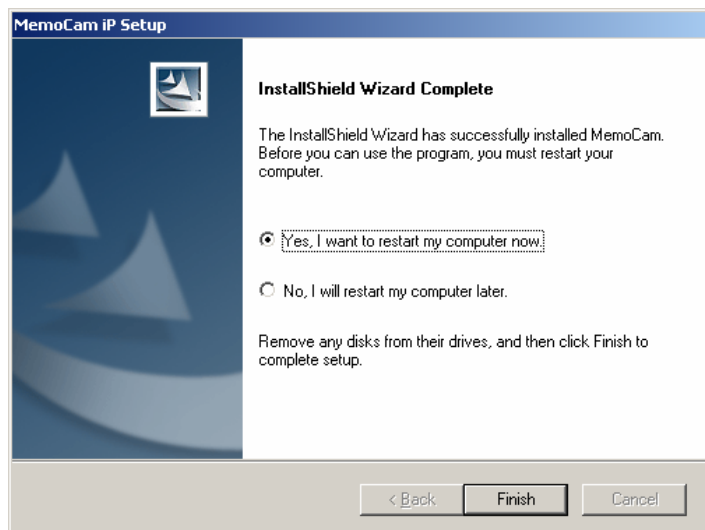 MemoCam iP Setup
InstallShield Wizard Complete
The InstallShield Wizard has successfully installed MemoCam.
Before you can use the program, you must restart your
computer.
Yes, I want to restart my computer now.
No, I will restart my computer later.
Remove any disks from their drives, and then click Finish to
complete setup.
< Back Finish Cancel